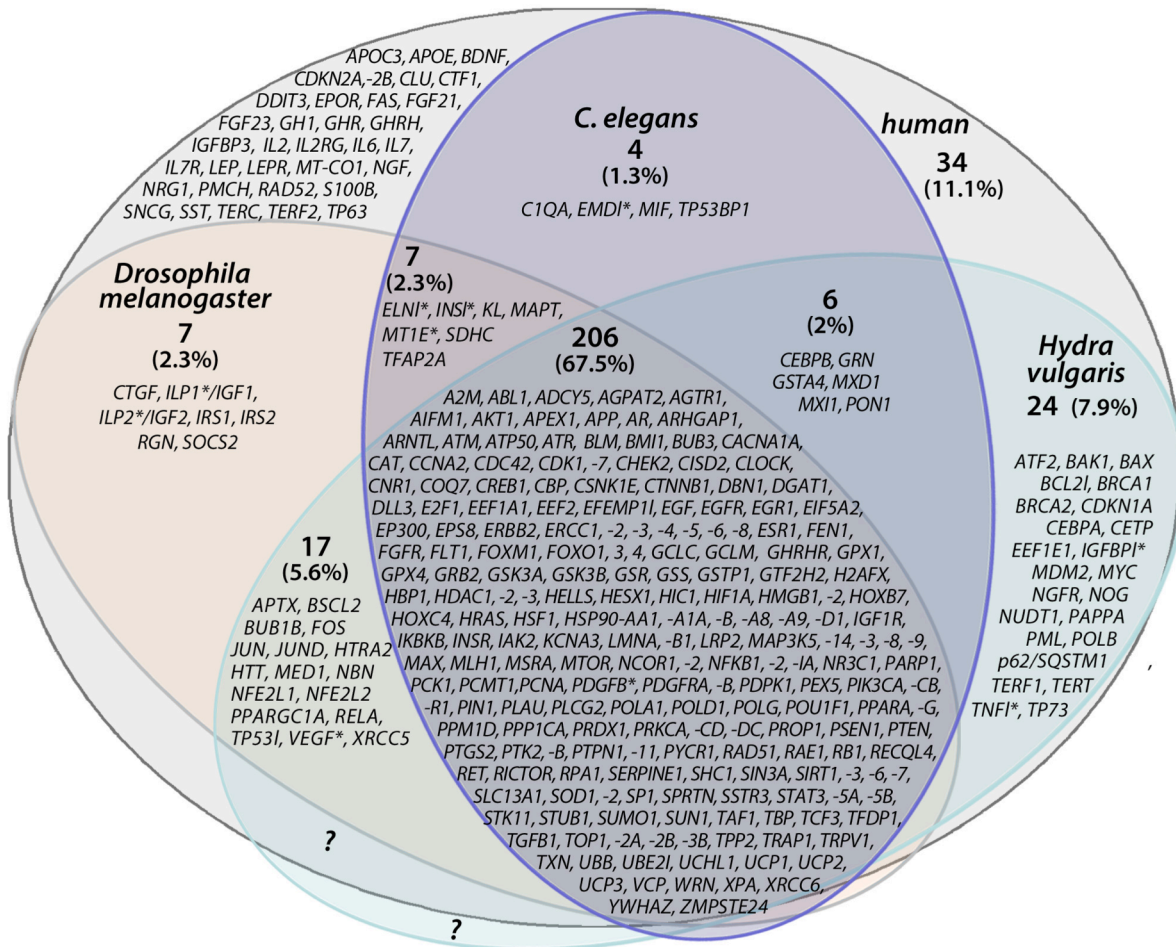 APOC3, APOE, BDNF,
CDKN2A,-2B, CLU, CTF1,
DDIT3, EPOR, FAS, FGF21,
FGF23, GH1, GHR, GHRH,
IGFBP3, IL2, IL2RG, IL6, IL7,
IL7R, LEP, LEPR, MT-CO1, NGF,
NRG1, PMCH, RAD52, S100B,
SNCG, SST, TERC, TERF2, TP63
C. elegans
4
(1.3%)
C1QA, EMDl*, MIF, TP53BP1
human
34
(11.1%)
Drosophila
melanogaster
7
(2.3%)
CTGF, ILP1*/IGF1,
ILP2*/IGF2, IRS1, IRS2
RGN, SOCS2
7
(2.3%)
ELNl*, INSl*, KL, MAPT,
MT1E*, SDHC
TFAP2A
6
(2%)
CEBPB, GRN
GSTA4, MXD1
MXI1, PON1
Hydra
vulgaris
24 (7.9%)
ATF2, BAK1, BAX
BCL2l, BRCA1
BRCA2, CDKN1A
CEBPA, CETP
EEF1E1, IGFBPl*
MDM2, MYC
NGFR, NOG
NUDT1, PAPPA
PML, POLB
p62/SQSTM1
,
TERF1, TERT
TNFl*, TP73
17
(5.6%)
APTX, BSCL2
BUB1B, FOS
JUN, JUND, HTRA2
HTT, MED1, NBN
NFE2L1, NFE2L2
PPARGC1A, RELA,
TP53l, VEGF*, XRCC5
206
(67.5%)
A2M, ABL1, ADCY5, AGPAT2, AGTR1,
AIFM1, AKT1, APEX1, APP, AR, ARHGAP1,
ARNTL, ATM, ATP50, ATR, BLM, BMI1, BUB3, CACNA1A,
CAT, CCNA2, CDC42, CDK1, -7, CHEK2, CISD2, CLOCK,
CNR1, COQ7, CREB1, CBP, CSNK1E, CTNNB1, DBN1, DGAT1,
DLL3, E2F1, EEF1A1, EEF2, EFEMP1l, EGF, EGFR, EGR1, EIF5A2,
EP300, EPS8, ERBB2, ERCC1, -2, -3, -4, -5, -6, -8, ESR1, FEN1,
FGFR, FLT1, FOXM1, FOXO1, 3, 4, GCLC, GCLM, GHRHR, GPX1,
GPX4, GRB2, GSK3A, GSK3B, GSR, GSS, GSTP1, GTF2H2, H2AFX,
HBP1, HDAC1, -2, -3, HELLS, HESX1, HIC1, HIF1A, HMGB1, -2, HOXB7,
HOXC4, HRAS, HSF1, HSP90-AA1, -A1A, -B, -A8, -A9, -D1, IGF1R,
IKBKB, INSR, IAK2, KCNA3, LMNA, -B1, LRP2, MAP3K5, -14, -3, -8, -9,
MAX, MLH1, MSRA, MTOR, NCOR1, -2, NFKB1, -2, -IA, NR3C1, PARP1,
PCK1, PCMT1,PCNA, PDGFB*, PDGFRA, -B, PDPK1, PEX5, PIK3CA, -CB,
-R1, PIN1, PLAU, PLCG2, POLA1, POLD1, POLG, POU1F1, PPARA, -G,
PPM1D, PPP1CA, PRDX1, PRKCA, -CD, -DC, PROP1, PSEN1, PTEN,
PTGS2, PTK2, -B, PTPN1, -11, PYCR1, RAD51, RAE1, RB1, RECQL4,
RET, RICTOR, RPA1, SERPINE1, SHC1, SIN3A, SIRT1, -3, -6, -7,
SLC13A1, SOD1, -2, SP1, SPRTN, SSTR3, STAT3, -5A, -5B,
STK11, STUB1, SUMO1, SUN1, TAF1, TBP, TCF3, TFDP1,
TGFB1, TOP1, -2A, -2B, -3B, TPP2, TRAP1, TRPV1,
TXN, UBB, UBE2I, UCHL1, UCP1, UCP2,
UCP3, VCP, WRN, XPA, XRCC6,
YWHAZ, ZMPSTE24
?
?